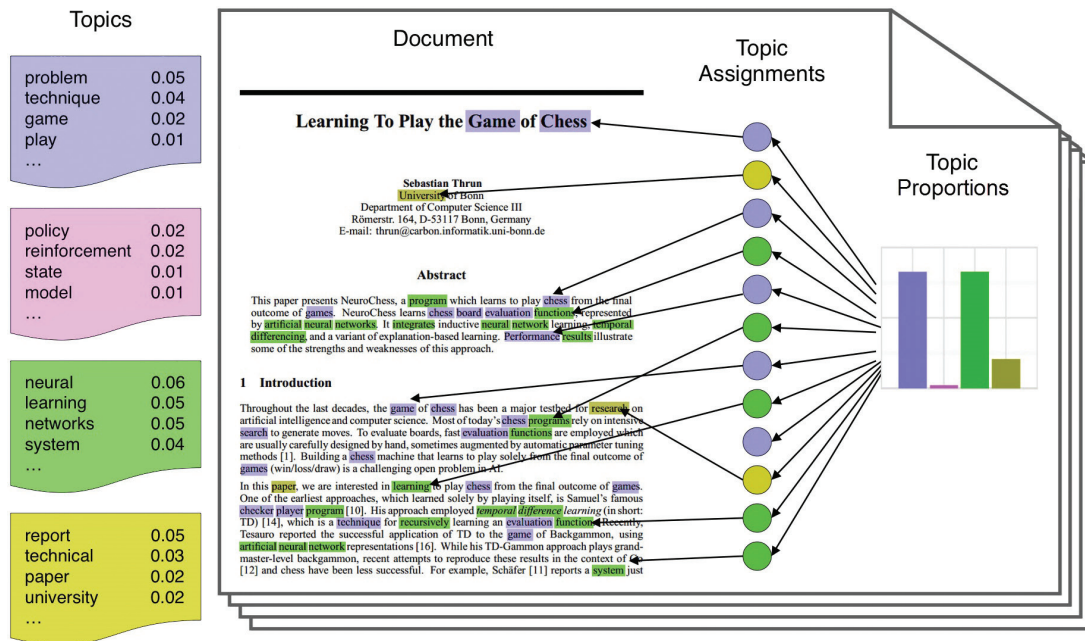 Topics
problem 0.05
technique 0.04
game 0.02
play 0.01
...
policy 0.02
reinforcement 0.02
state 0.01
model 0.01
...
neural 0.06
learning 0.05
networks 0.05
system 0.04
...
report 0.05
technical 0.03
paper 0.02
university 0.02
...
Document
Learning To Play the Game of Chess
Sebastian Thrun
University of Bonn
Department of Computer Science III
Römerstr. 164, D-53117 Bonn, Germany
E-mail: thrun@carbon.informatik.uni-bonn.de
Abstract
This paper presents NeuroChess, a program which learns to play chess from the final
outcome of games. NeuroChess learns chess board evaluation functions, represented
by artificial neural networks. It integrates inductive neural network learning, temporal
differencing, and a variant of explanation-based learning. Performance results illustrate
some of the strengths and weaknesses of this approach.
1 Introduction
Throughout the last decades, the game of chess has been a major testbed for research on
artificial intelligence and computer science. Most of today's chess programs rely on intensive
search to generate moves. To evaluate boards, fast evaluation functions are employed which
are usually carefully designed by hand, sometimes augmented by automatic parameter tuning
methods [1]. Building a chess machine that learns to play solely from the final outcome of
games (win/loss/draw) is a challenging open problem in AI.
In this paper, we are interested in learning to play chess from the final outcome of games.
One of the earliest approaches, which learned solely by playing itself, is Samuel's famous
checker player program [10]. His approach employed temporal difference learning (in short:
TD) [14], which is a technique for recursively learning an evaluation function. Recently,
Tesauro reported the successful application of TD to the game of Backgammon, using
artificial neural network representations [16]. While his TD-Gammon approach plays grand-
master-level backgammon, recent attempts to reproduce these results in the context of Go
[12] and chess have been less successful. For example, Schäfer [11] reports a system just
Topic
Assignments
Topic
Proportions